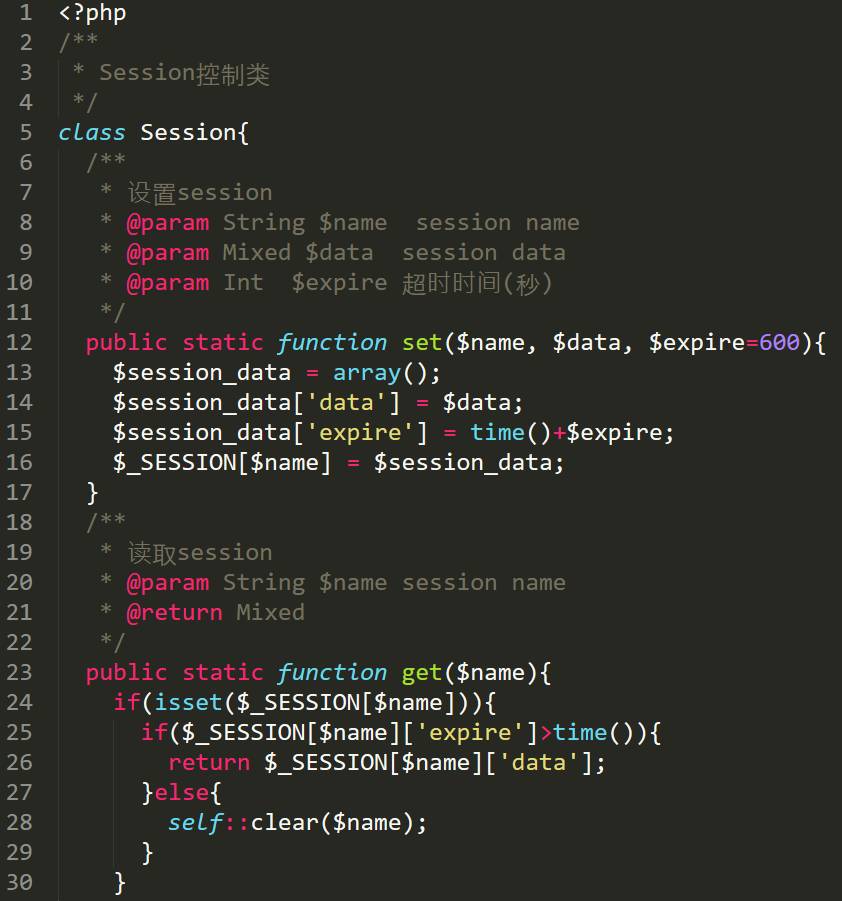 1 <?php
2 /**
3  * Session控制类
4  */
5 class Session{
6   /**
7    * 设置session
8    * @param String $name  session name
9    * @param Mixed $data  session data
10    * @param Int  $expire 超时时间(秒)
11    */
12   public static function set($name, $data, $expire=600){
13     $session_data = array();
14     $session_data['data'] = $data;
15     $session_data['expire'] = time()+$expire;
16     $_SESSION[$name] = $session_data;
17   }
18   /**
19    * 读取session
20    * @param String $name session name
21    * @return Mixed
22    */
23   public static function get($name){
24     if(isset($_SESSION[$name])){
25       if($_SESSION[$name]['expire']>time()){
26         return $_SESSION[$name]['data'];
27       }else{
28         self::clear($name);
29       }
30     }